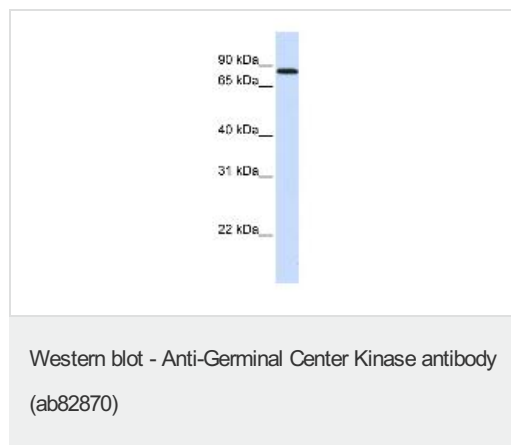 90 kDa
65 kDa
40 kDa
31 kDa
22 kDa
Western blot - Anti-Germinal Center Kinase antibody
(ab82870)